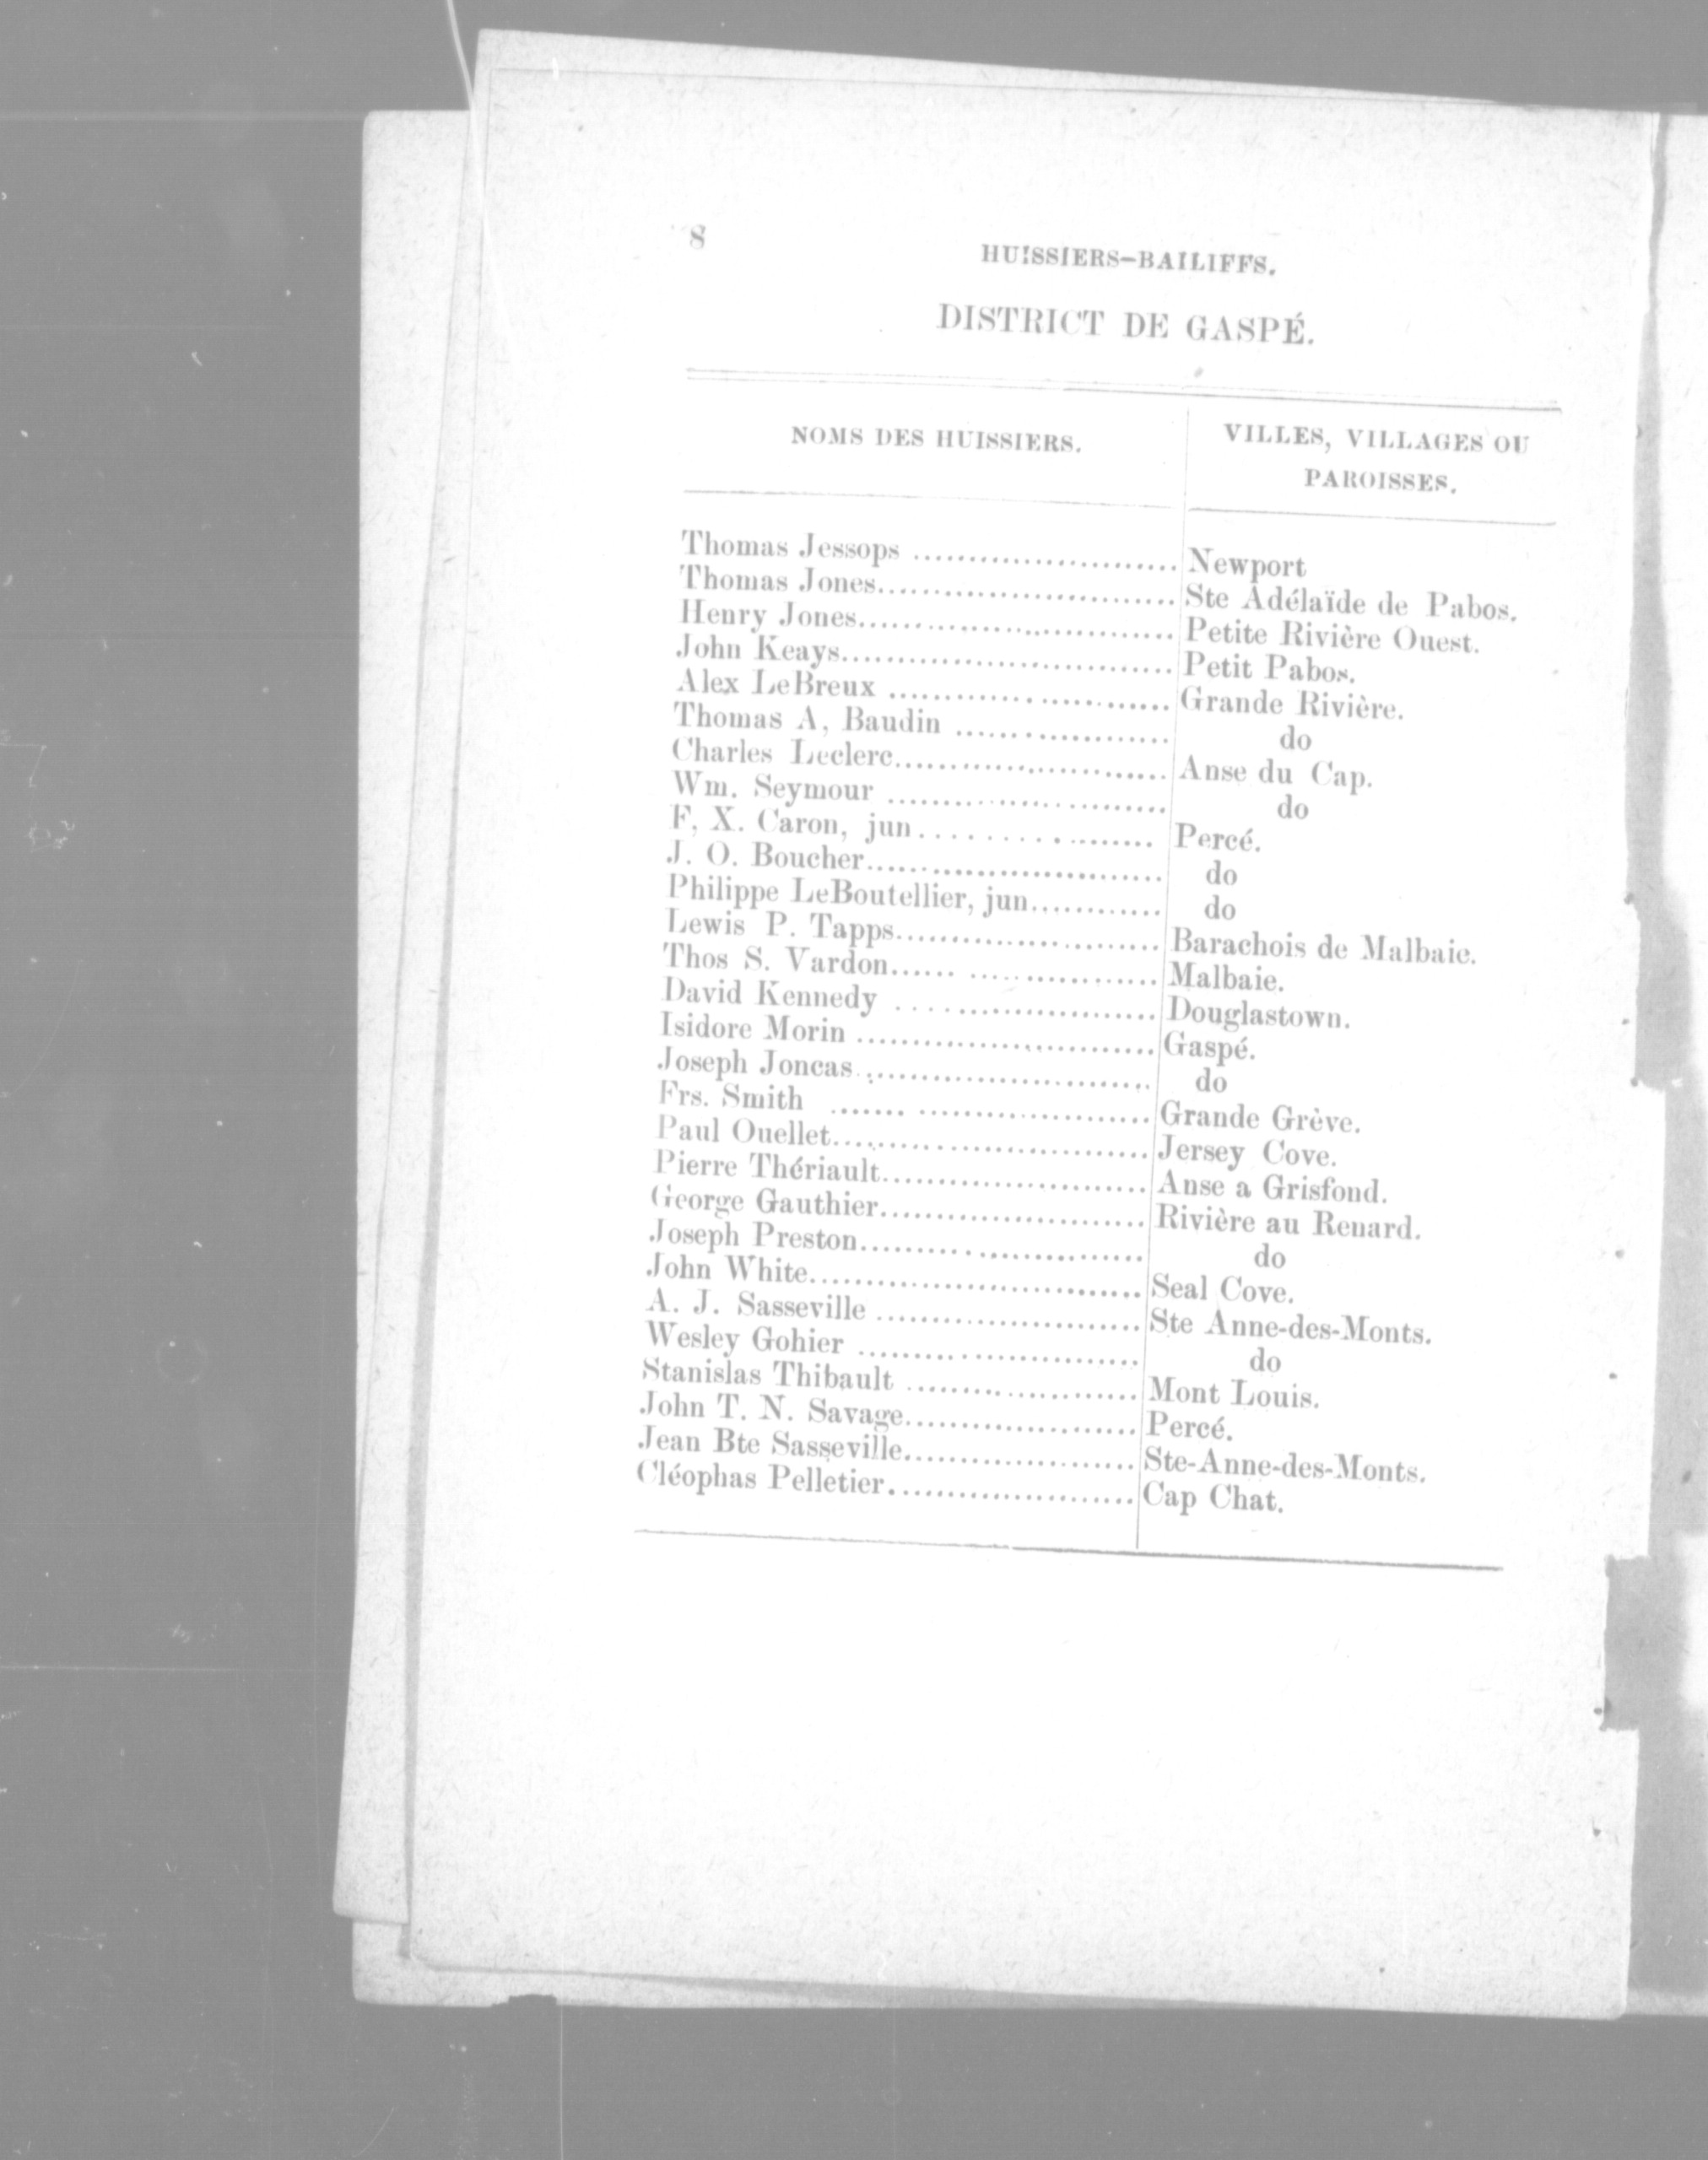 8
HUISSIERS-BAILIFFS.
DISTRICT DE GASPÉ.
NOMS DES HUISSIERS.
VILLES, VILLAGES OU
PAROISSES.
Thomas Jessops ........................ Newport
Thomas Jones........................... Ste Adélaïde de Pabos.
Henry Jones............................ Petite Rivière Ouest.
John Keays............................. Petit Pabos.
Alex LeBreux .......................... Grande Rivière.
Thomas A, Baudin ...................... do
Charles Leclerc........................ Anse du Cap.
Wm. Seymour ........................... do
F, X. Caron, jun....................... Percé.
J. O. Boucher.......................... do
Philippe LeBoutellier, jun............ do
Lewis P. Tapps......................... Barachois de Malbaie.
Thos S. Vardon......................... Malbaie.
David Kennedy ......................... Douglastown.
Isidore Morin ......................... Gaspé.
Joseph Joncas.......................... do
Frs. Smith ............................ Grande Grève.
Paul Ouellet........................... Jersey Cove.
Pierre Thériault....................... Anse a Grisfond.
George Gauthier........................ Rivière au Renard.
Joseph Preston......................... do
John White............................. Seal Cove.
A. J. Sasseville ...................... Ste Anne-des-Monts.
Wesley Gohier ......................... do
Stanislas Thibault .................... Mont Louis.
John T. N. Savage..................... Percé.
Jean Bte Sasseville.................... Ste-Anne-des-Monts.
Cléophas Pelletier..................... Cap Chat.